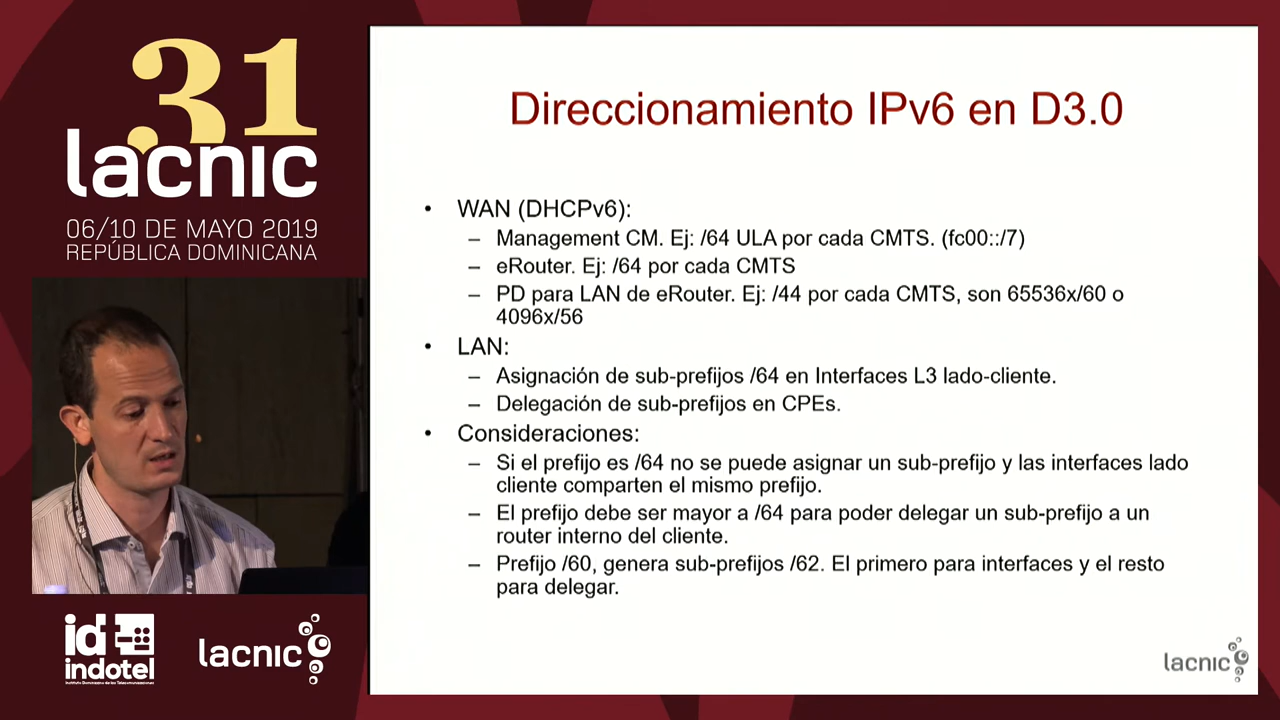 31
lacnic
06/10 DE MAYO 2019
REPÚBLICA DOMINICANA
Direccionamiento IPv6 en D3.0
• WAN (DHCPv6):
– Management CM. Ej: /64 ULA por cada CMTS. (fc00::/7)
– eRouter. Ej: /64 por cada CMTS
– PD para LAN de eRouter. Ej: /44 por cada CMTS, son 65536x/60 o
4096x/56
• LAN:
– Asignación de sub-prefijos /64 en Interfaces L3 lado-cliente.
– Delegación de sub-prefijos en CPEs.
• Consideraciones:
– Si el prefijo es /64 no se puede asignar un sub-prefijo y las interfaces lado
cliente comparten el mismo prefijo.
– El prefijo debe ser mayor a /64 para poder delegar un sub-prefijo a un
router interno del cliente.
– Prefijo /60, genera sub-prefijos /62. El primero para interfaces y el resto
para delegar.
id
indotel
Instituto Dominicano de las Telecomunicaciones
lacnic
lacnic